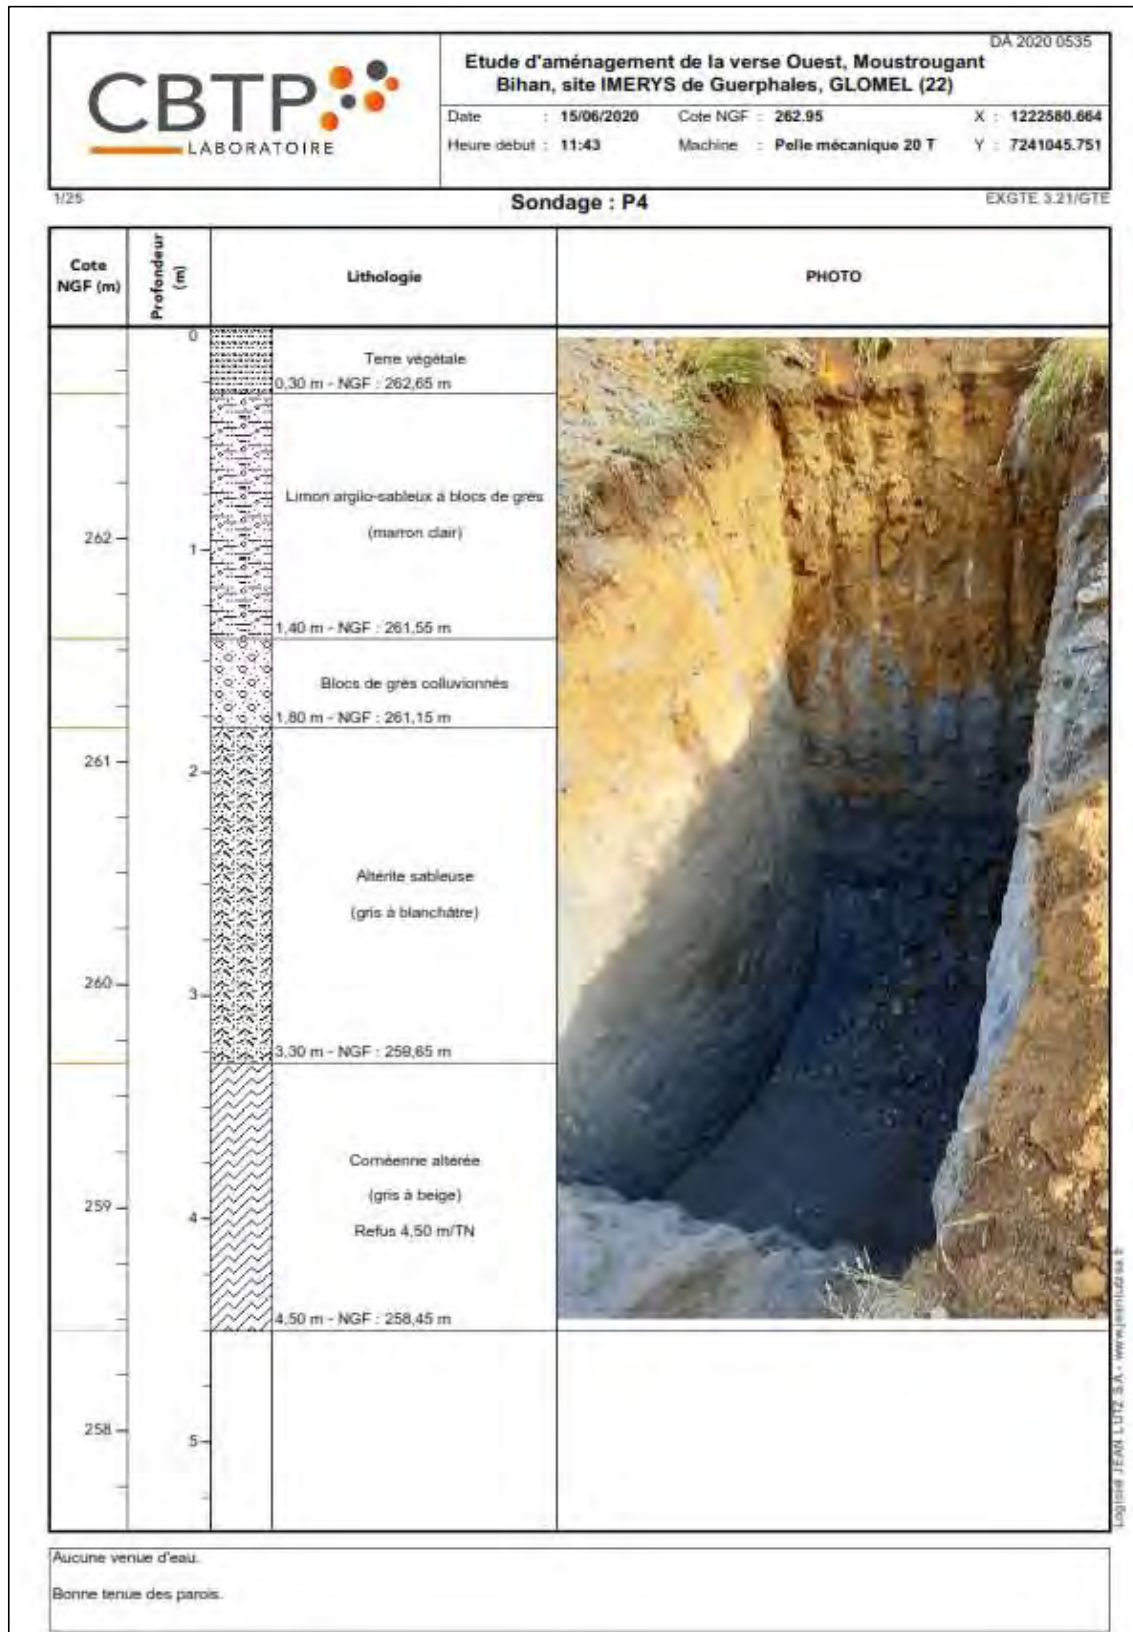 DA 2020 0535
CBTP
LABORATOIRE
Etude d'aménagement de la verse Ouest, Moustrougant
Bihan, site IMERYS de Guerphales, GLOMEL (22)
Date : 15/06/2020 Cote NGF : 262.95 X : 1222580.664
Heure début : 11:43 Machine : Pelle mécanique 20 T Y : 7241045.751
1/25
Sondage : P4
EXGTE 3.21/GTE
Cote
NGF (m)
Profondeur
(m)
Lithologie
PHOTO
0
Terre végétale
0,30 m - NGF : 262,65 m
Limon argilo-sableux à blocs de grès
(marron clair)
262
1
1,40 m - NGF : 261,55 m
Blocs de grès colluvionnés
1,80 m - NGF : 261,15 m
261
2
Altérite sableuse
(gris à blanchâtre)
260
3
3,30 m - NGF : 259,65 m
Cornéenne altérée
(gris à beige)
259
4
Refus 4,50 m/TN
4,50 m - NGF : 258,45 m
258
5
Logiciel JEAN LUTZ S.A - www.jeanlutzsa.fr
Aucune venue d'eau.
Bonne tenue des parois.